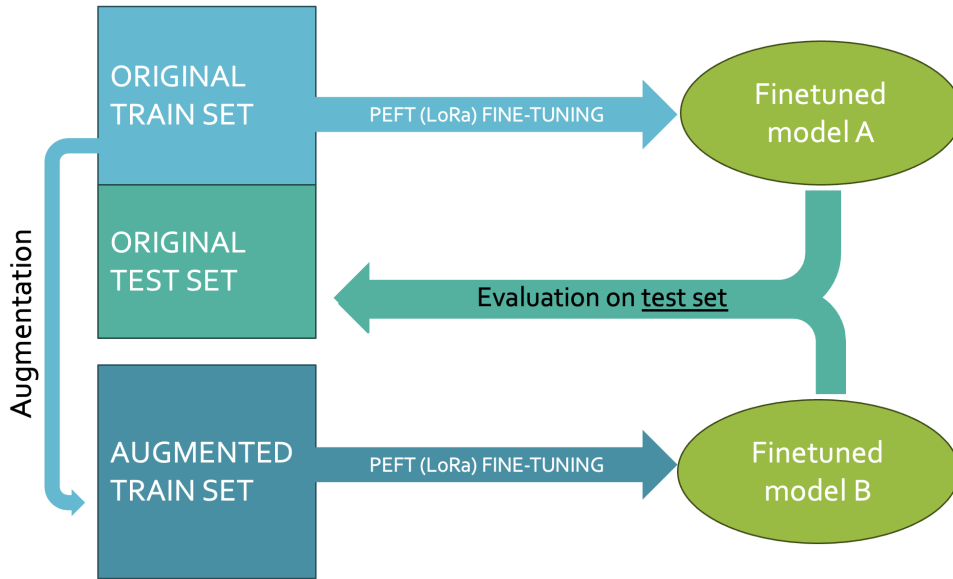 ORIGINAL
TRAIN SET
PEFT (LoRa) FINE-TUNING
Finetuned
model A
Augmentation
ORIGINAL
TEST SET
Evaluation on test set
AUGMENTED
TRAIN SET
PEFT (LoRa) FINE-TUNING
Finetuned
model B